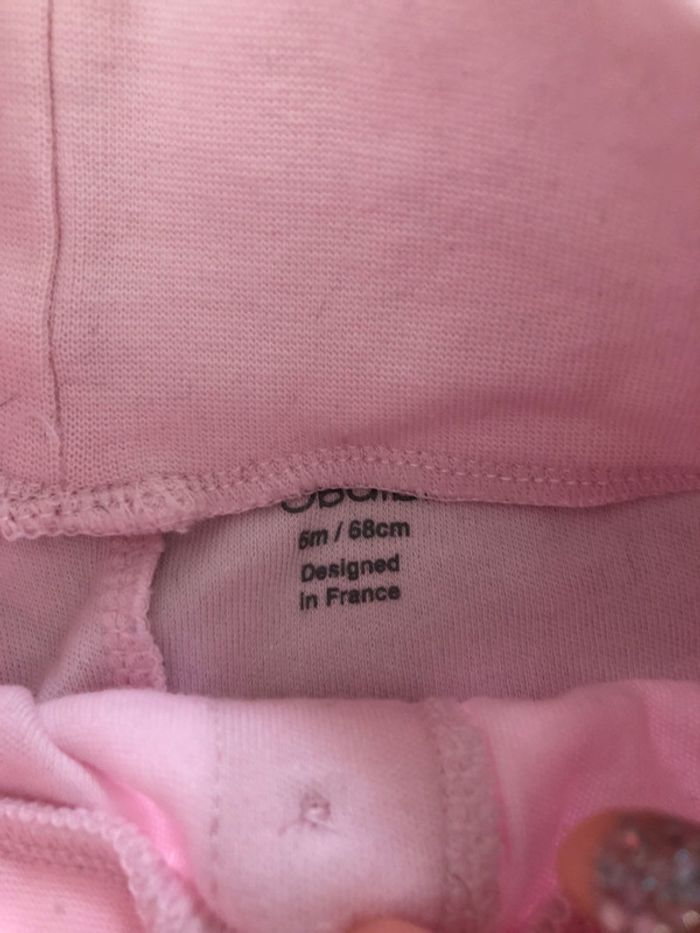 6m / 68cm
Designed
in France